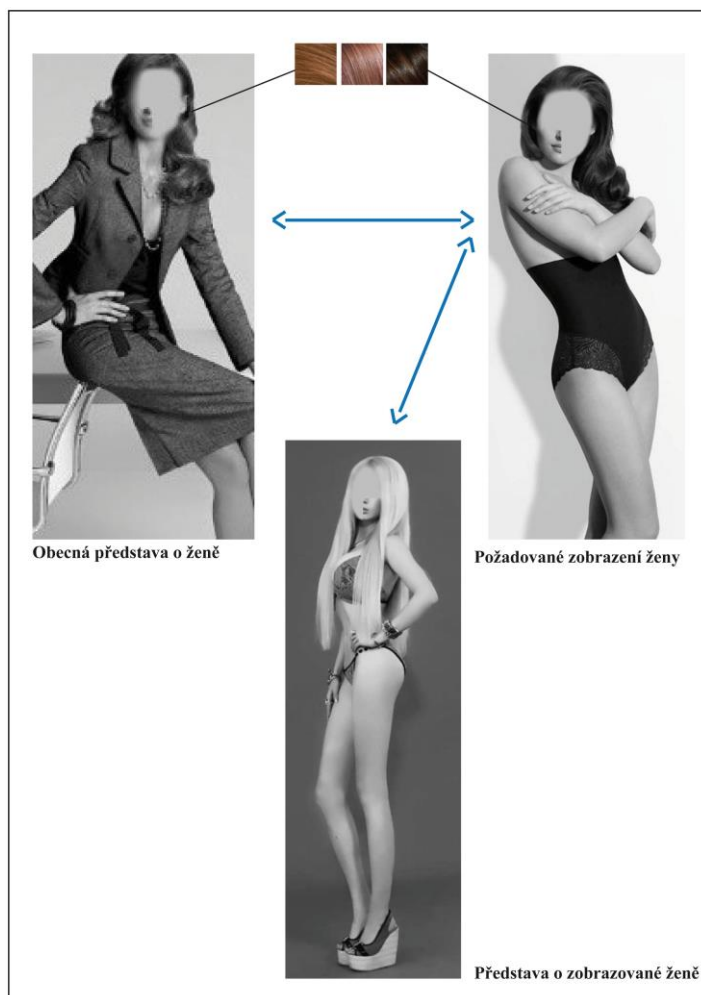 Obecná představa o ženě
Požadované zobrazení ženy
Představa o zobrazované ženě